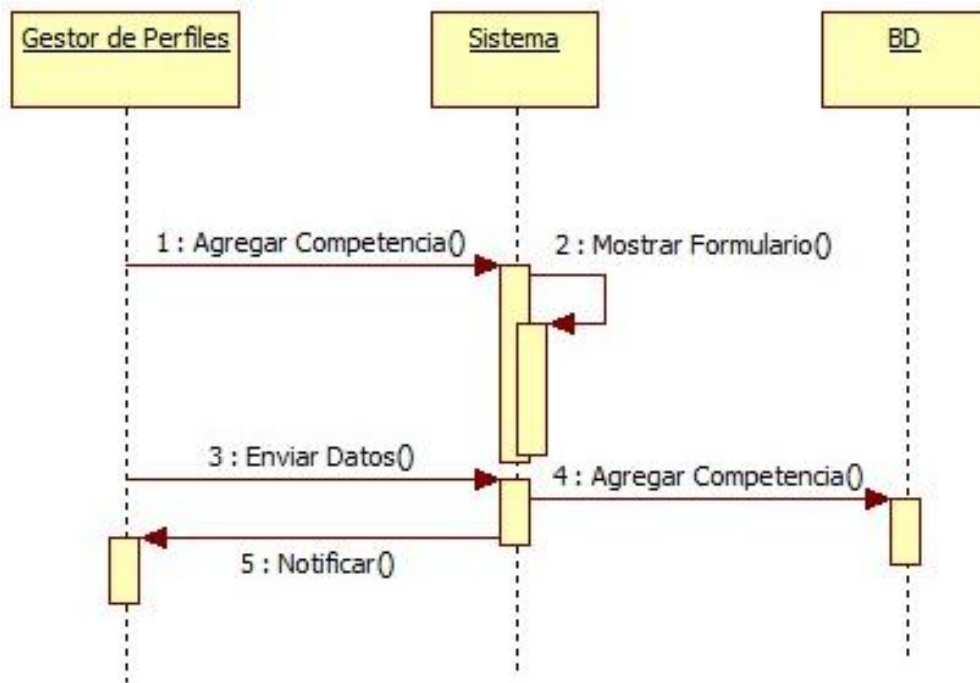 Gestor de Perfiles
Sistema
BD
1 : Agregar Competencia()
2 : Mostrar Formulario()
3 : Enviar Datos()
4 : Agregar Competencia()
5 : Notificar()